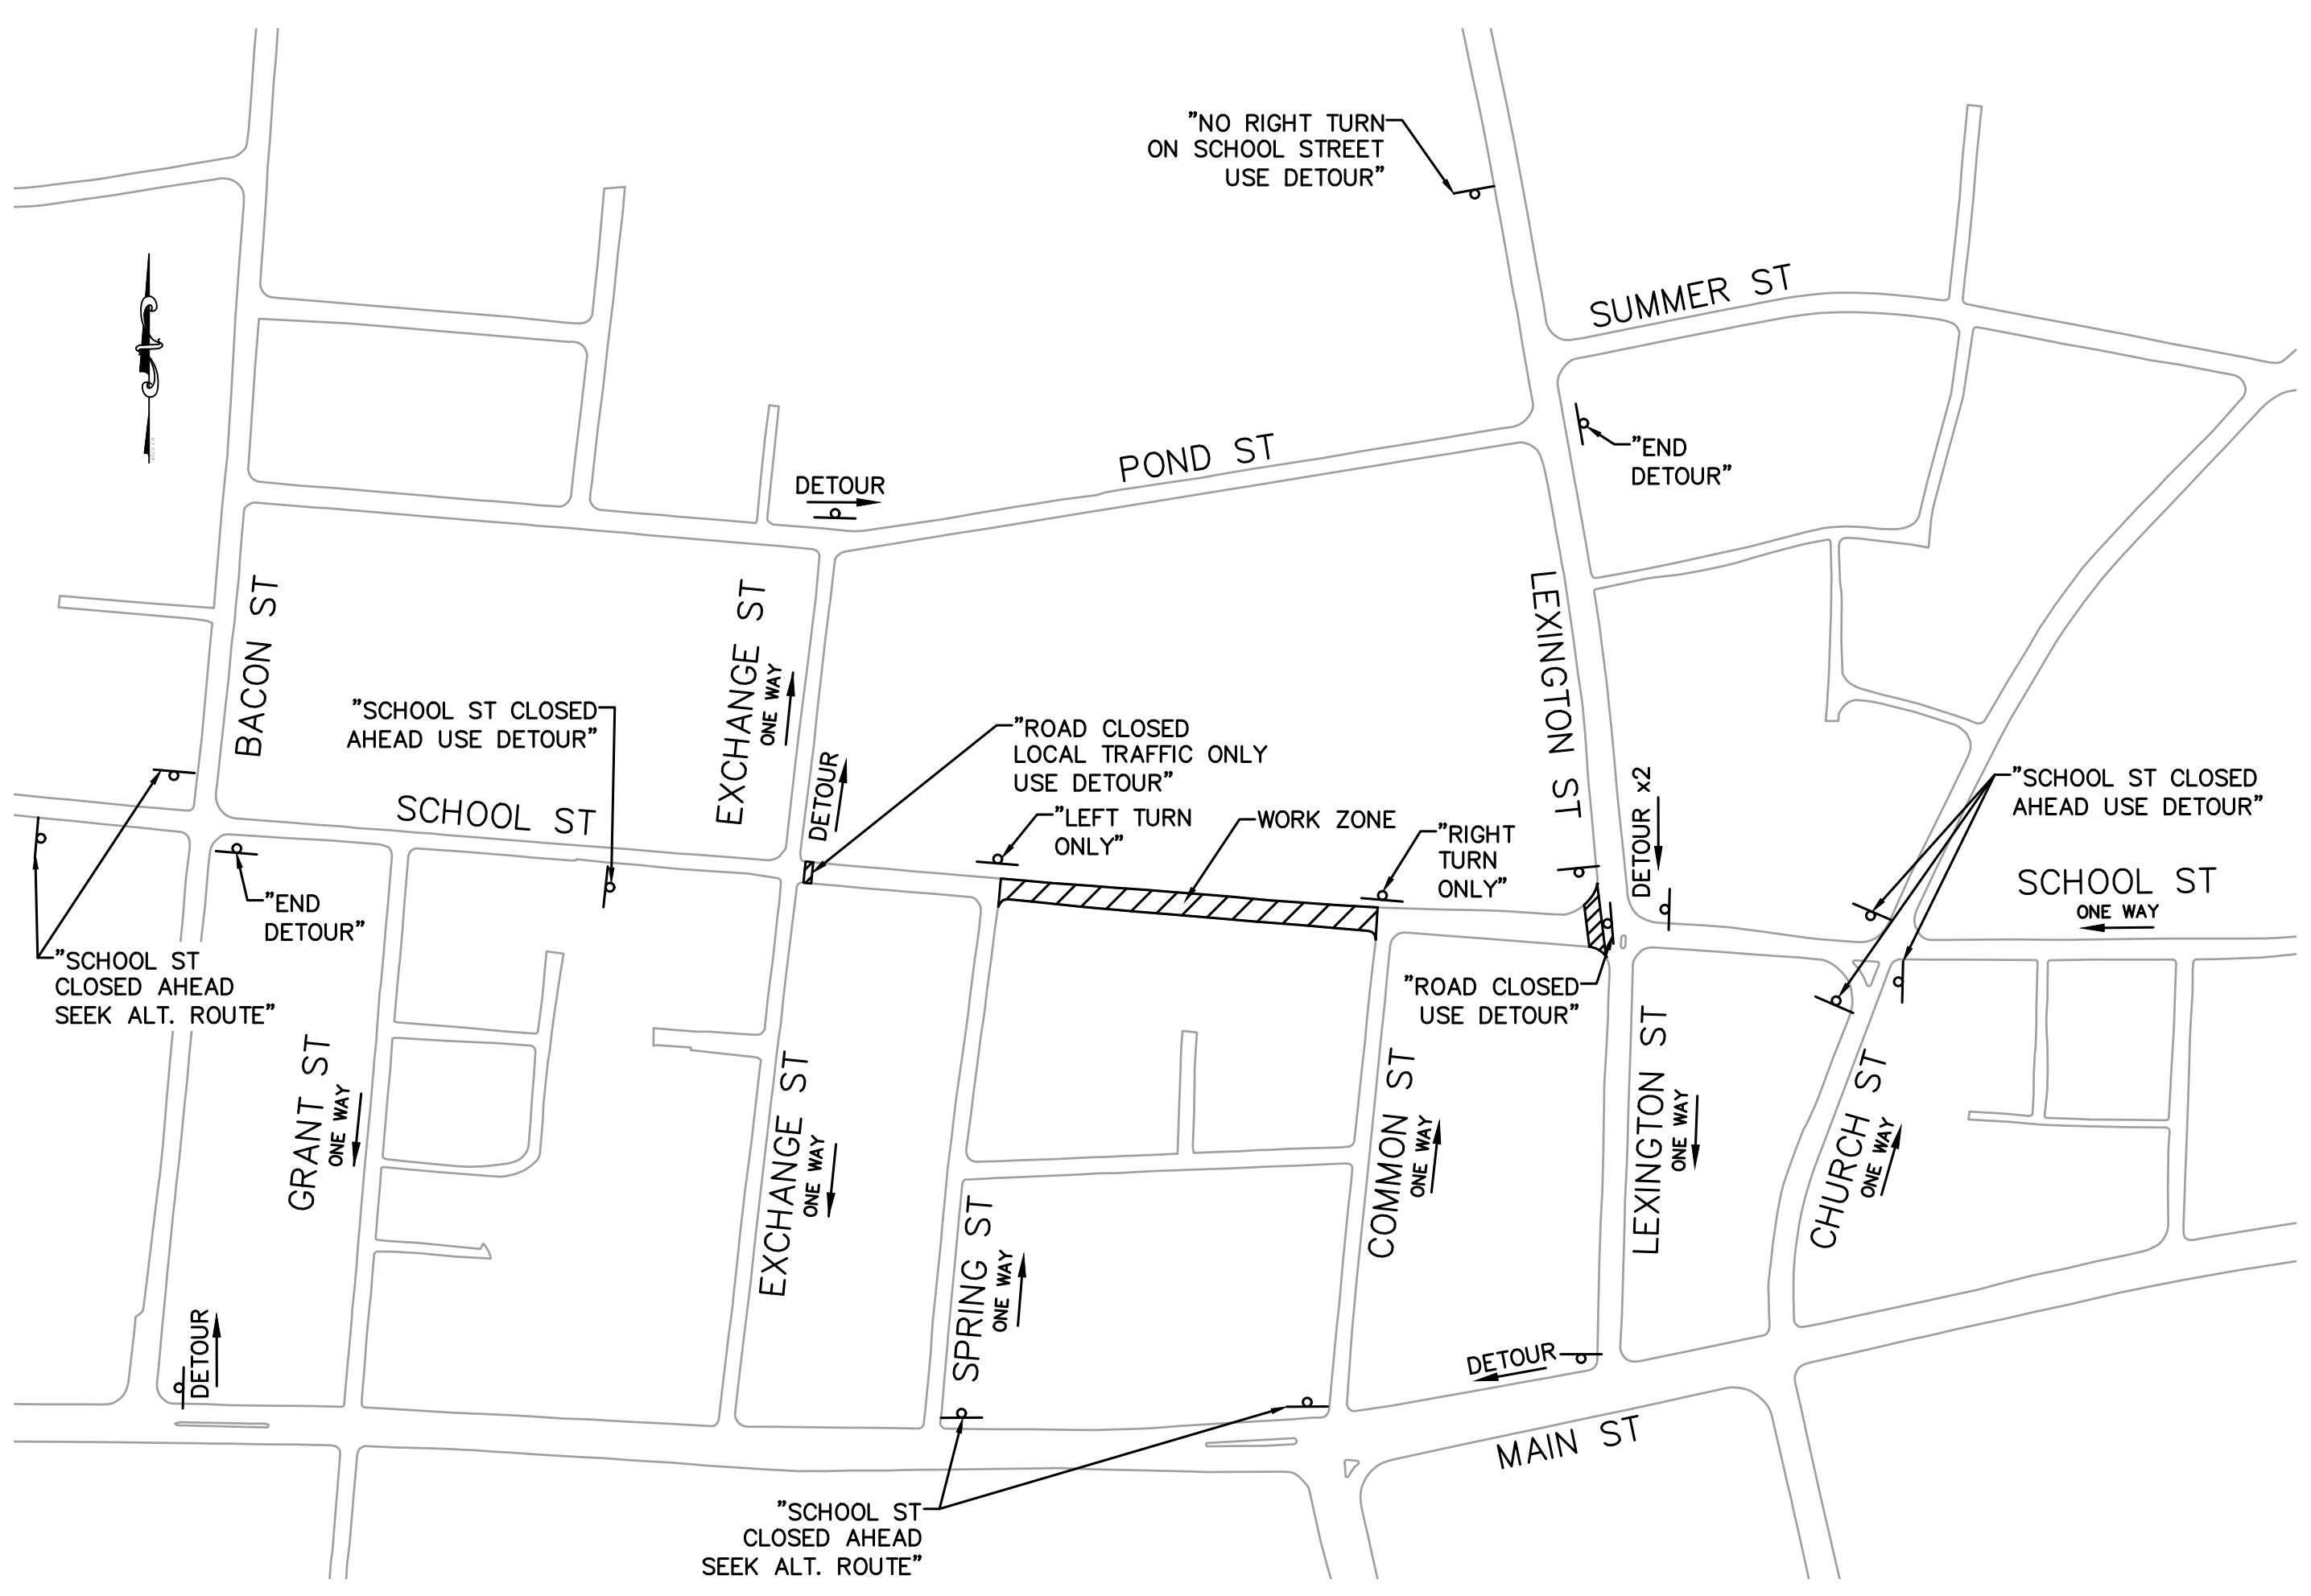 "NO RIGHT TURN
ON SCHOOL STREET
USE DETOUR"
SUMMER ST
POND ST
DETOUR
"END
DETOUR"
BACON ST
EXCHANGE ST
ONE WAY
LEXINGTON ST
"SCHOOL ST CLOSED
AHEAD USE DETOUR"
"ROAD CLOSED
LOCAL TRAFFIC ONLY
USE DETOUR"
DETOUR
SCHOOL ST
"LEFT TURN
ONLY"
WORK ZONE
"RIGHT
TURN
ONLY"
DETOUR x2
"SCHOOL ST CLOSED
AHEAD USE DETOUR"
SCHOOL ST
ONE WAY
"END
DETOUR"
"SCHOOL ST
CLOSED AHEAD
SEEK ALT. ROUTE"
"ROAD CLOSED
USE DETOUR"
GRANT ST
ONE WAY
EXCHANGE ST
ONE WAY
SPRING ST
ONE WAY
COMMON ST
ONE WAY
LEXINGTON ST
ONE WAY
CHURCH ST
ONE WAY
DETOUR
DETOUR
MAIN ST
"SCHOOL ST
CLOSED AHEAD
SEEK ALT. ROUTE"